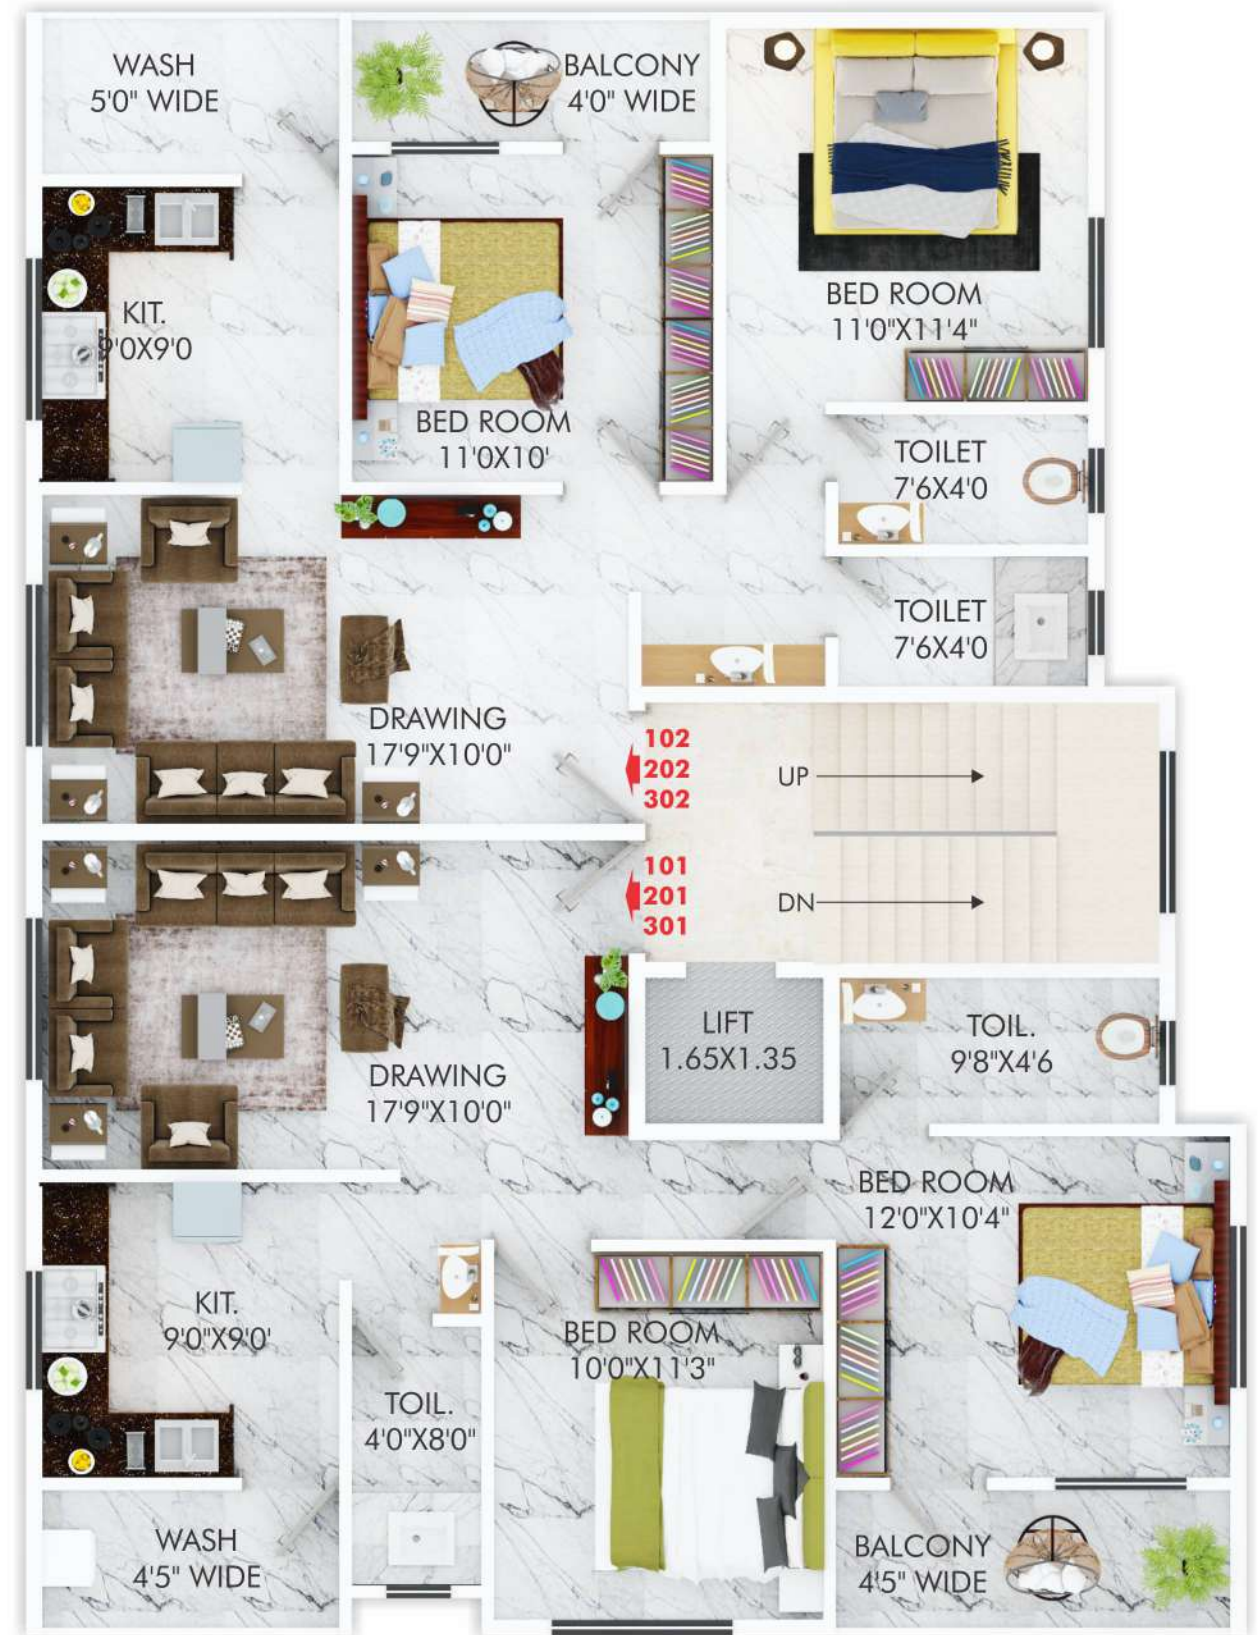 WASH
5'0" WIDE
BALCONY
4'0" WIDE
BED ROOM
11'0"X11'4"
KIT.
9'0X9'0
BED ROOM
11'0X10'
TOILET
7'6X4'0
TOILET
7'6X4'0
DRAWING
17'9"X10'0"
102
202
302
UP
101
201
301
DN
LIFT
1.65X1.35
TOIL.
9'8"X4'6
DRAWING
17'9"X10'0"
BED ROOM
12'0"X10'4"
KIT.
9'0"X9'0'
BED ROOM
10'0"X11'3"
TOIL.
4'0"X8'0"
WASH
4'5" WIDE
BALCONY
4'5" WIDE